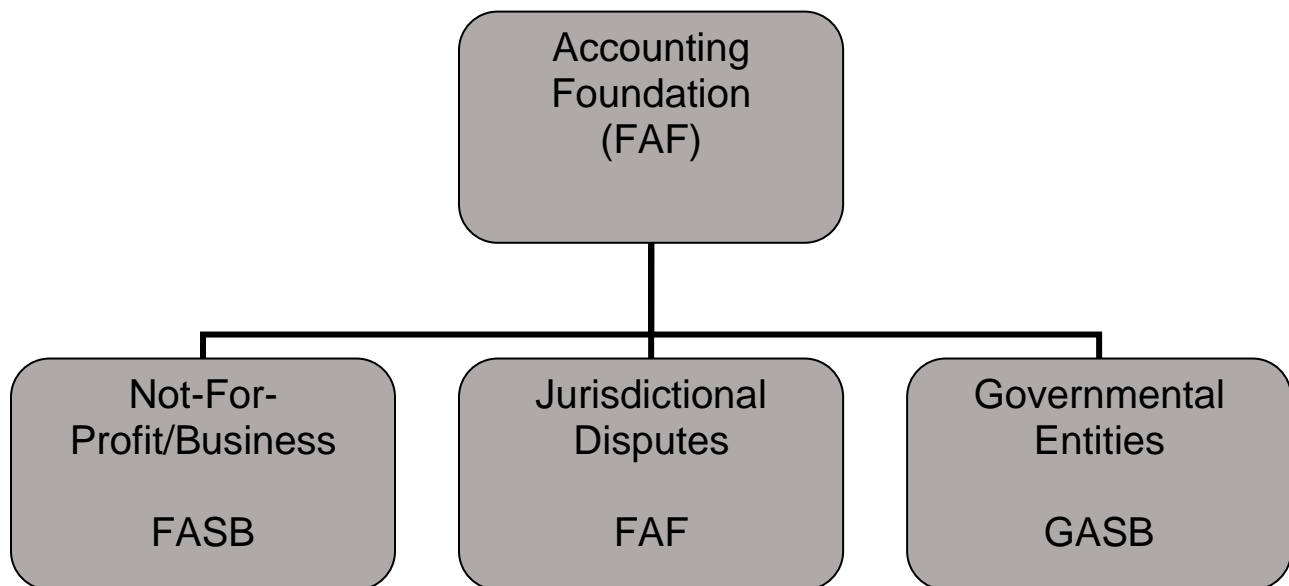 Accounting
Foundation
(FAF)
Not-For-
Profit/Business
FASB
Jurisdictional
Disputes
FAF
Governmental
Entities
GASB